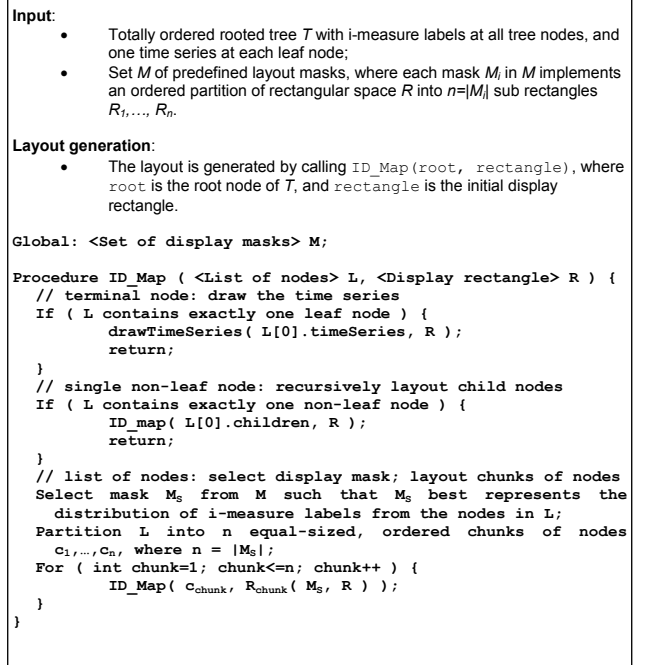 Input:
• Totally ordered rooted tree T with i-measure labels at all tree nodes, and
one time series at each leaf node;
• Set M of predefined layout masks, where each mask Mi in M implements
an ordered partition of rectangular space R into n=|Mi| sub rectangles
R1,…, Rn.
Layout generation:
• The layout is generated by calling ID_Map(root, rectangle), where
root is the root node of T, and rectangle is the initial display
rectangle.
Global: <Set of display masks> M;
Procedure ID_Map ( <List of nodes> L, <Display rectangle> R ) {
// terminal node: draw the time series
If ( L contains exactly one leaf node ) {
drawTimeSeries( L[0].timeSeries, R );
return;
}
// single non-leaf node: recursively layout child nodes
If ( L contains exactly one non-leaf node ) {
ID_map( L[0].children, R );
return;
}
// list of nodes: select display mask; layout chunks of nodes
Select mask MS from M such that MS best represents the
distribution of i-measure labels from the nodes in L;
Partition L into n equal-sized, ordered chunks of nodes
c1,…,cn, where n = |MS|;
For ( int chunk=1; chunk<=n; chunk++ ) {
ID_Map( cchunk, Rchunk( MS, R ) );
}
}